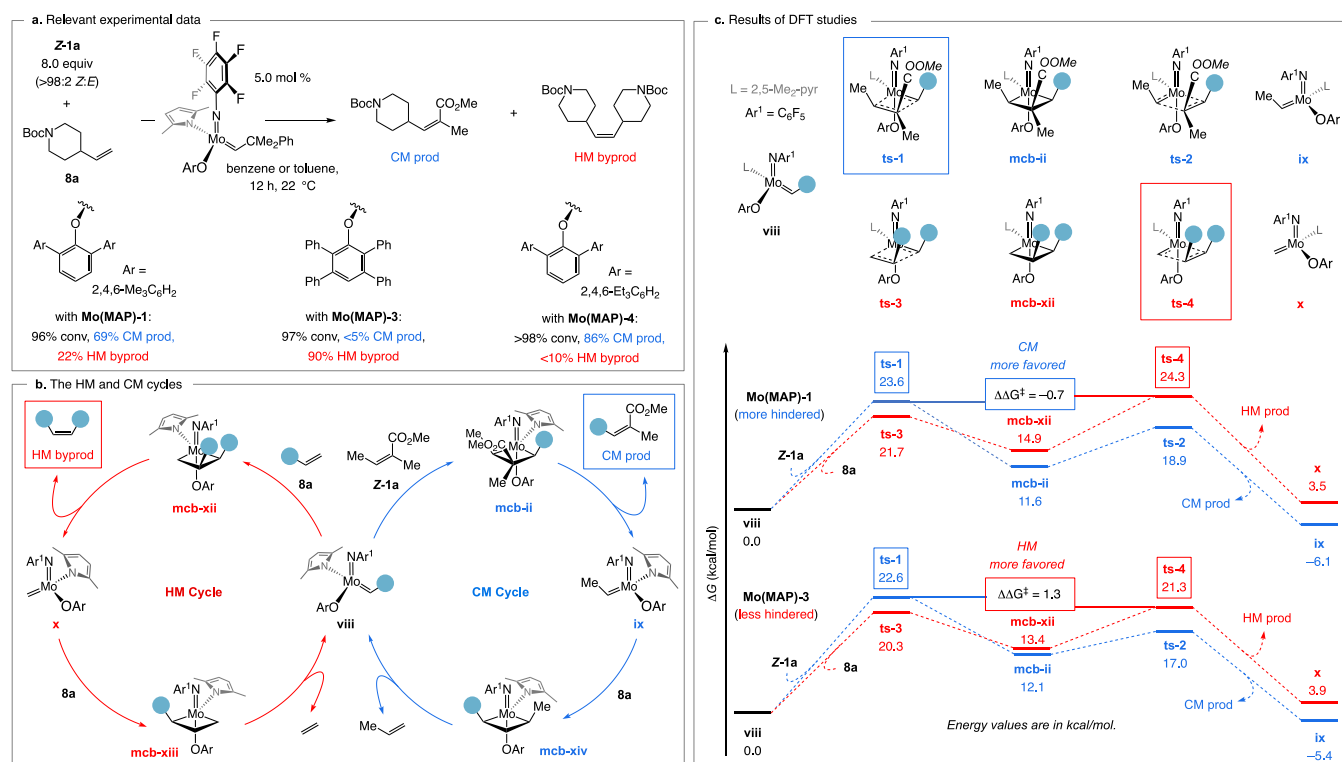 a. Relevant experimental data
Z-1a
8.0 equiv
(>98:2 Z:E)
+
BocN
8a
F
F
F
F
F
N
N
Mo
ArO
CMe2Ph
5.0 mol %
benzene or toluene,
12 h, 22 °C
BocN
CO2Me
Me
CM prod
+
BocN
NBoc
HM byprod
O
Ar
Ar
Ar =
2,4,6-Me3C6H2
with Mo(MAP)-1:
96% conv, 69% CM prod,
22% HM byprod
O
Ph
Ph
Ph
Ph
with Mo(MAP)-3:
97% conv, <5% CM prod,
90% HM byprod
O
Ar
Ar
Ar =
2,4,6-Et3C6H2
with Mo(MAP)-4:
>98% conv, 86% CM prod,
<10% HM byprod
b. The HM and CM cycles
HM byprod
NAr1
N
Mo
OAr
mcb-xii
8a
CO2Me
Me
Me
Z-1a
NAr1
MeO2C
Me
Mo
N
Me
OAr
mcb-ii
CO2Me
Me
CM prod
Ar1N
N
Mo
OAr
x
HM Cycle
NAr1
N
Mo
ArO
viii
CM Cycle
Ar1N
Me
Mo
N
OAr
ix
8a
NAr1
N
Mo
OAr
mcb-xiii
Me
NAr1
N
Me
Mo
OAr
mcb-xiv
8a
c. Results of DFT studies
L = 2,5-Me2-pyr
Ar1 = C6F5
NAr1
L
Mo
ArO
viii
Ar1
N
COOMe
L
Me
Mo
ArO
Me
ts-1
Ar1
N
COOMe
L
Me
Mo
ArO
Me
mcb-ii
Ar1
N
COOMe
L
Me
Mo
ArO
Me
ts-2
Ar1N
L
Me
Mo
OAr
ix
Ar1
N
L
Mo
ArO
ts-3
Ar1
N
L
Mo
ArO
mcb-xii
Ar1
N
L
Mo
ArO
ts-4
Ar1N
L
Mo
OAr
x
ΔG (kcal/mol)
Mo(MAP)-1
(more hindered)
viii
0.0
Z-1a
8a
ts-1
23.6
ts-3
21.7
CM
more favored
ΔΔG‡ = –0.7
mcb-xii
14.9
mcb-ii
11.6
ts-4
24.3
ts-2
18.9
HM prod
CM prod
x
3.5
ix
–6.1
Mo(MAP)-3
(less hindered)
viii
0.0
Z-1a
8a
ts-1
22.6
ts-3
20.3
HM
more favored
ΔΔG‡ = 1.3
mcb-xii
13.4
mcb-ii
12.1
ts-4
21.3
ts-2
17.0
HM prod
CM prod
x
3.9
ix
–5.4
Energy values are in kcal/mol.